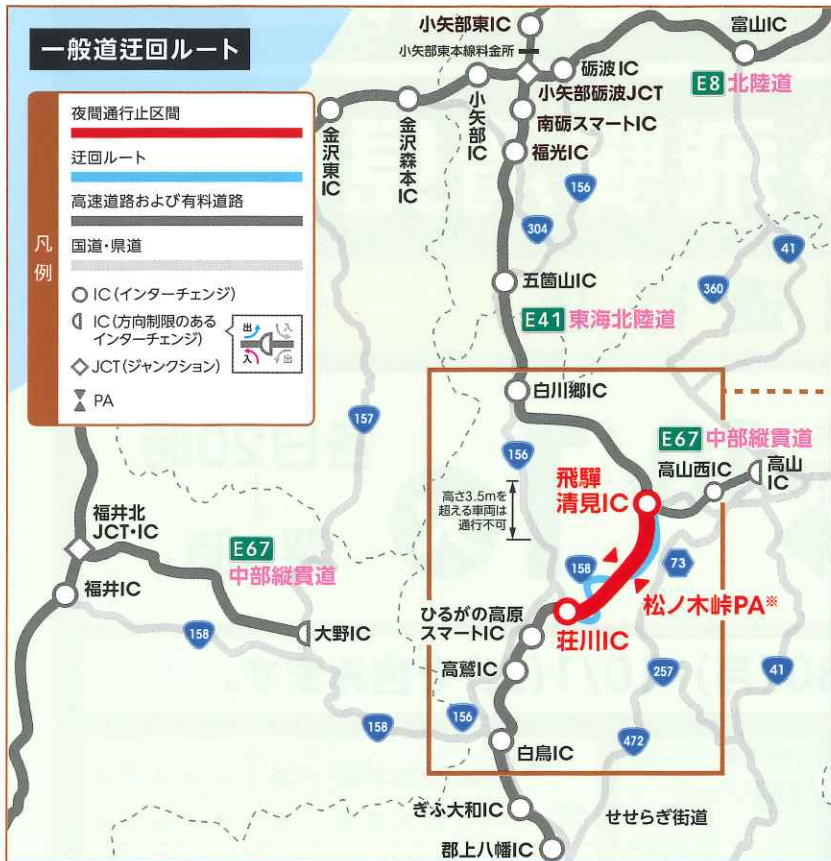 一般道迂回ルート
凡例
夜間通行止区間
迂回ルート
高速道路および有料道路
国道・県道
IC(インターチェンジ)
IC(方向制限のある
インターチェンジ)
出
入
入
出
JCT(ジャンクション)
PA
小矢部東IC
小矢部東本線料金所
富山IC
砺波IC
E8 北陸道
小矢部IC
小矢部砺波JCT
南砺スマートIC
金沢東IC
金沢森本IC
福光IC
156
304
41
360
五箇山IC
E41 東海北陸道
白川郷IC
157
156
E67 中部縦貫道
高山西IC
高山
IC
飛驒
清見IC
高さ3.5mを
超える車両は
通行不可
福井北
JCT・IC
E67
中部縦貫道
158
73
松ノ木峠PA※
福井IC
ひるがの高原
スマートIC
荘川IC
158
大野IC
高鷲IC
257
41
156
158
472
白鳥IC
ぎふ大和IC
せせらぎ街道
郡上八幡IC